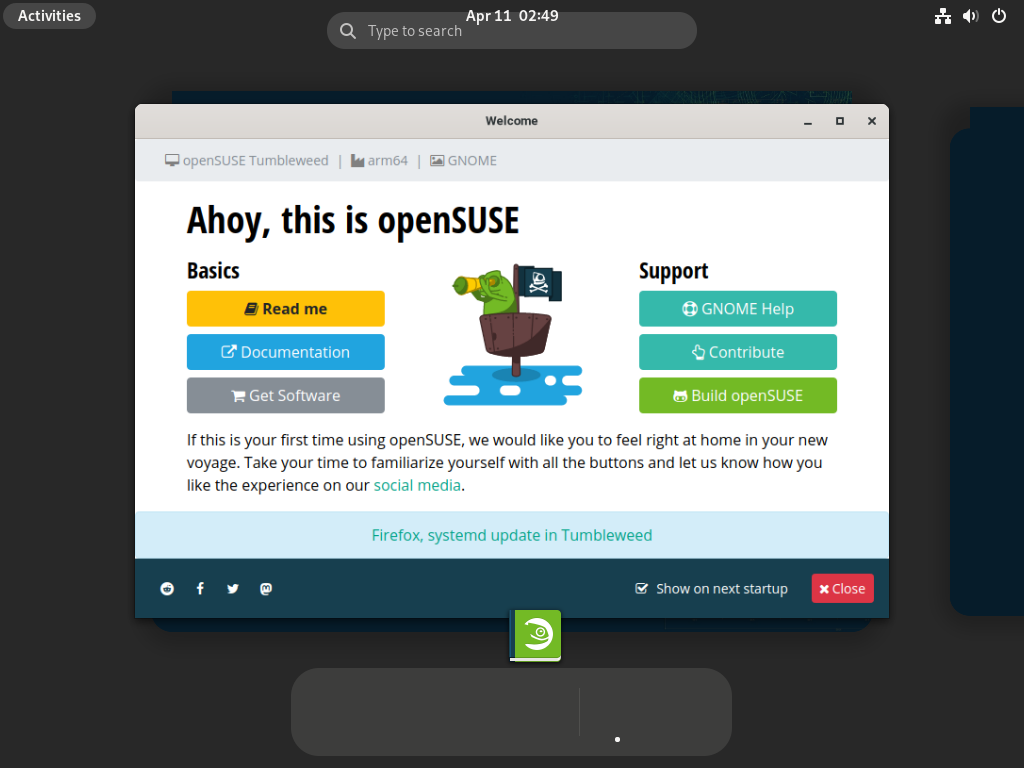 Activities
Apr 11 02:49
Type to search
Welcome
openSUSE Tumbleweed | arm64 | GNOME
Ahoy, this is openSUSE
Basics
Read me
Documentation
Get Software
Support
GNOME Help
Contribute
Build openSUSE
If this is your first time using openSUSE, we would like you to feel right at home in your new
voyage. Take your time to familiarize yourself with all the buttons and let us know how you
like the experience on our social media.
Firefox, systemd update in Tumbleweed
Show on next startup
Close